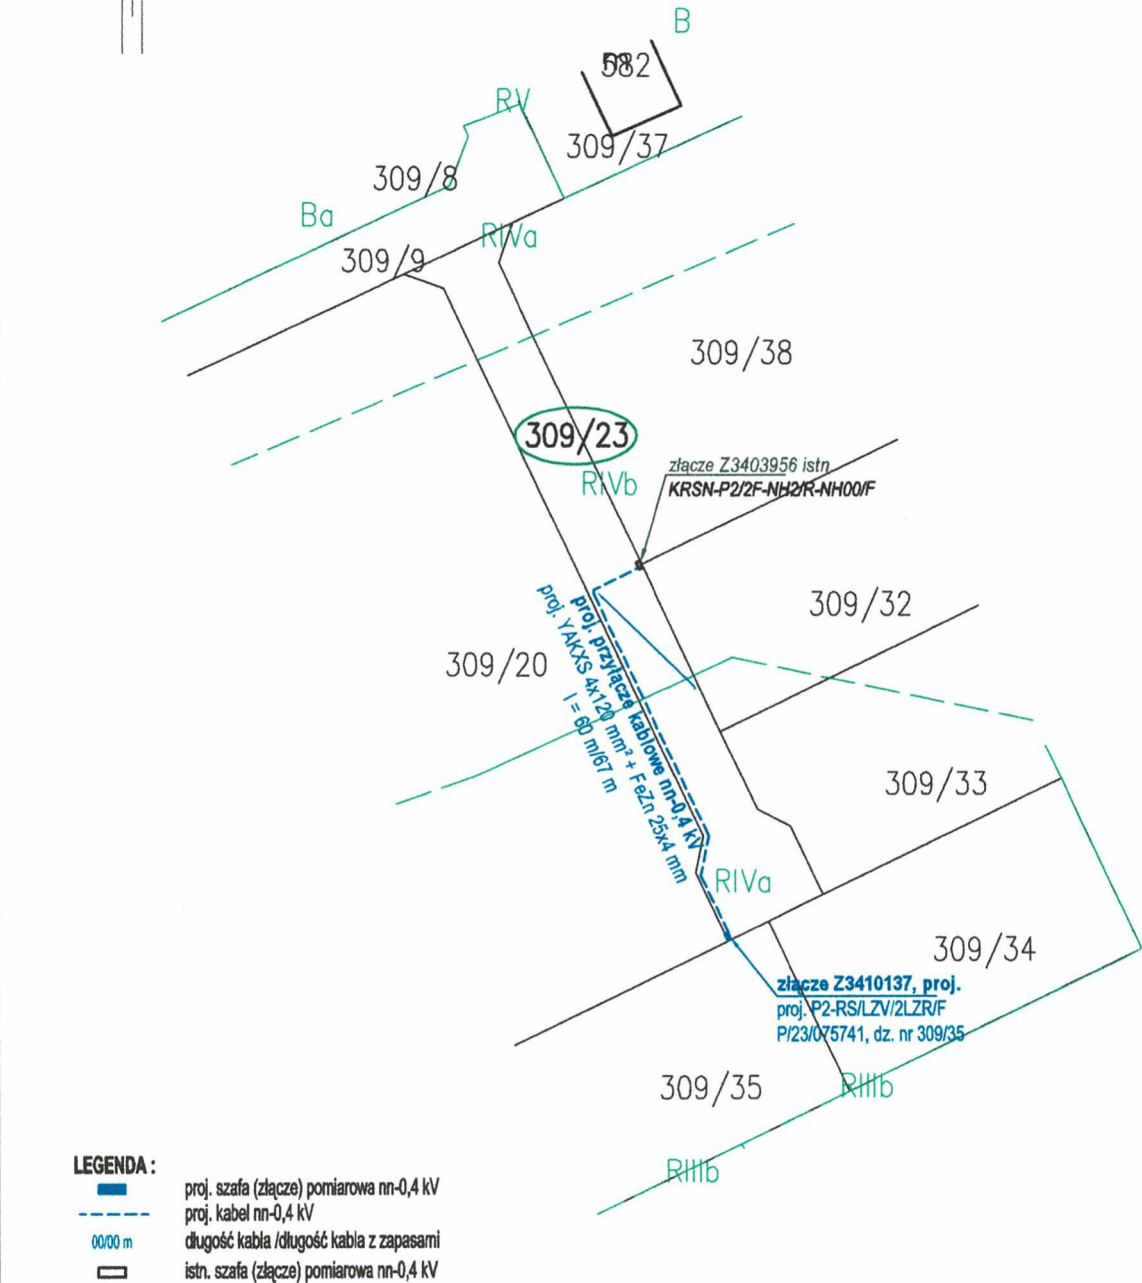 B
582
RV
309/37
309/8
Ba
RIVa
309/9
309/38
309/23
złącze Z3403956 istn
RIVb
KRSN-P2/2F-NH2/R-NH00/F
309/32
proj. przyłącze kablowe nn-0,4 kV
proj. YAKXS 4x120 mm² + FeZn 25x4 mm
l = 60 m/67 m
309/20
309/33
RIVa
309/34
złącze Z3410137, proj.
proj. P2-RS/LZV/2LZR/F
P/23/075741, dz. nr 309/35
309/35
RIIIb
RIIIb
LEGENDA :
proj. szafa (złącze) pomiarowa nn-0,4 kV
proj. kabel nn-0,4 kV
00/00 m długość kabla /długość kabla z zapasami
istn. szafa (złącze) pomiarowa nn-0,4 kV